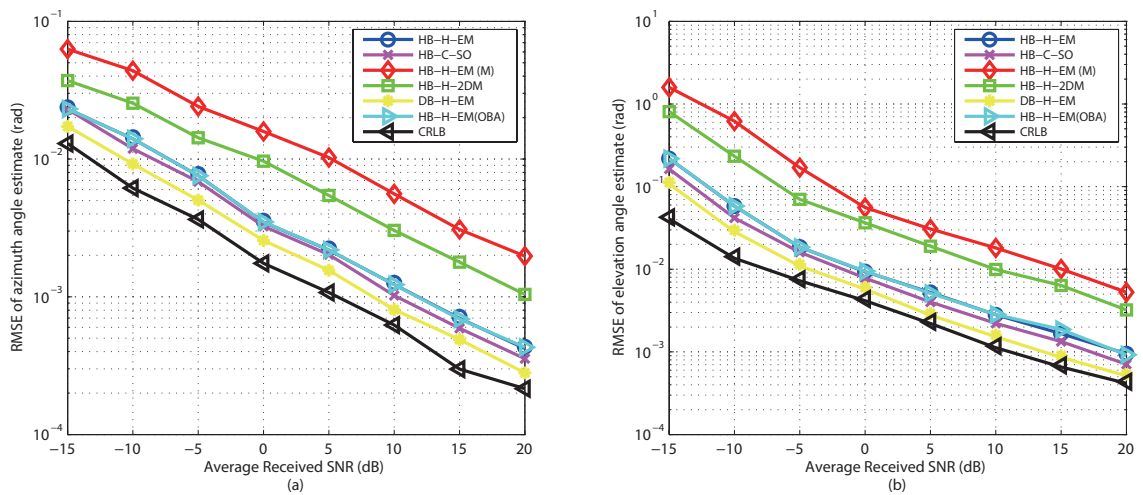 10^−1
10^−2
10^−3
10^−4
RMSE of azimuth angle estimate (rad)
HB−H−EM
HB−C−SO
HB−H−EM (M)
HB−H−2DM
DB−H−EM
HB−H−EM(OBA)
CRLB
−15 −10 −5 0 5 10 15 20
Average Received SNR (dB)
(a)
10^1
10^0
10^−1
10^−2
10^−3
10^−4
RMSE of elevation angle estimate (rad)
HB−H−EM
HB−C−SO
HB−H−EM (M)
HB−H−2DM
DB−H−EM
HB−H−EM(OBA)
CRLB
−15 −10 −5 0 5 10 15 20
Average Received SNR (dB)
(b)